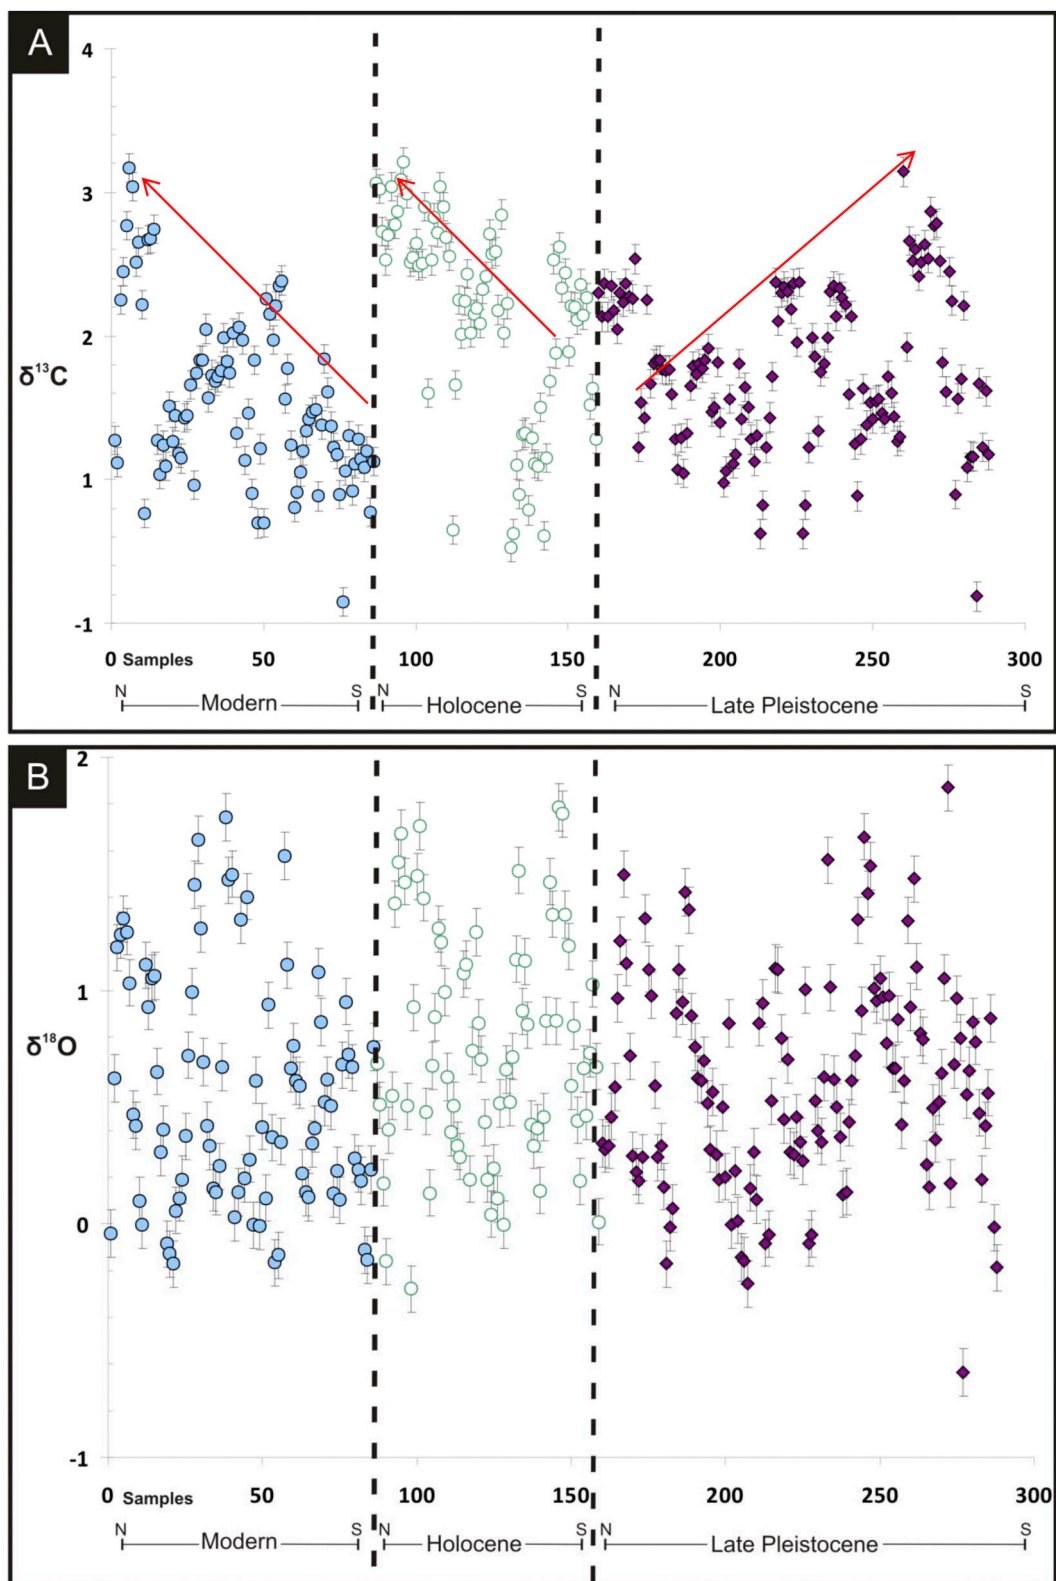 A
4
3
2
δ¹³C
1
-1
0 Samples 50 100 150 200 250 300
N S N S N S
Modern Holocene Late Pleistocene
B
2
1
δ¹⁸O
0
-1
0 Samples 50 100 150 200 250 300
N S N S N S
Modern Holocene Late Pleistocene